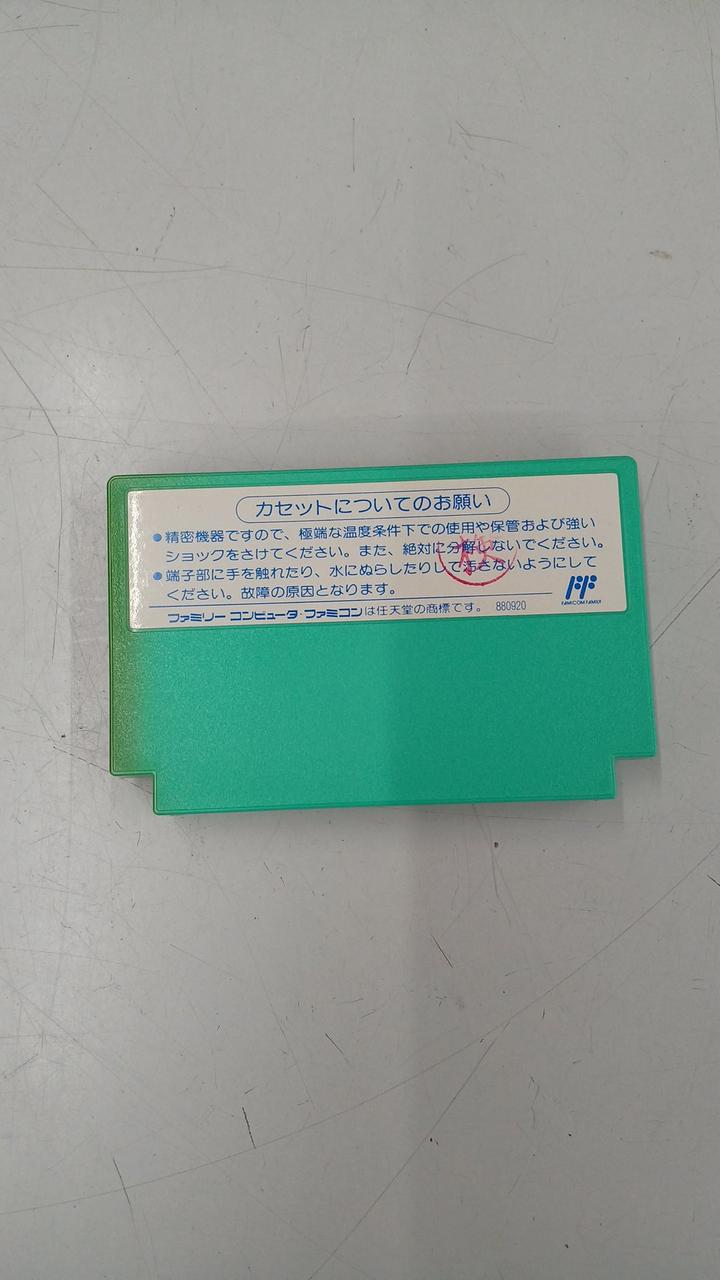 カセットについてのお願い
●精密機器ですので、極端な温度条件下での使用や保管および強い
ショックをさけてください。また、絶対に分解しないでください。
●端子部に手を触れたり、水にぬらしたりして汚さないようにして
ください。故障の原因となります。
ファミリーコンピュータ・ファミコンは任天堂の商標です。 880920
FAMICOM FAMILY